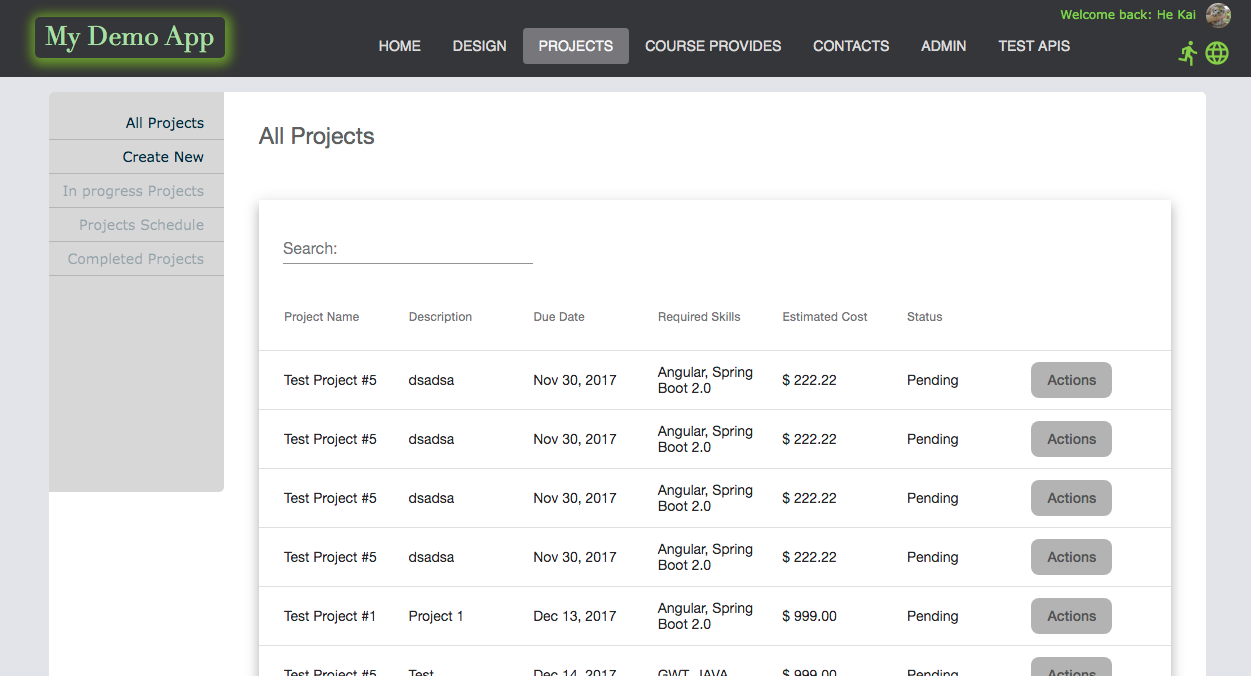 My Demo App
Welcome back: He Kai
HOME DESIGN PROJECTS COURSE PROVIDES CONTACTS ADMIN TEST APIS
All Projects
Create New
In progress Projects
Projects Schedule
Completed Projects
All Projects
Search:
Project Name Description Due Date Required Skills Estimated Cost Status
Test Project #5 dsadsa Nov 30, 2017 Angular, Spring Boot 2.0 $ 222.22 Pending Actions
Test Project #5 dsadsa Nov 30, 2017 Angular, Spring Boot 2.0 $ 222.22 Pending Actions
Test Project #5 dsadsa Nov 30, 2017 Angular, Spring Boot 2.0 $ 222.22 Pending Actions
Test Project #5 dsadsa Nov 30, 2017 Angular, Spring Boot 2.0 $ 222.22 Pending Actions
Test Project #1 Project 1 Dec 13, 2017 Angular, Spring Boot 2.0 $ 999.00 Pending Actions
Test Project #5 Test Dec 14, 2017 GWT, JAVA $ 999.00 Pending Actions